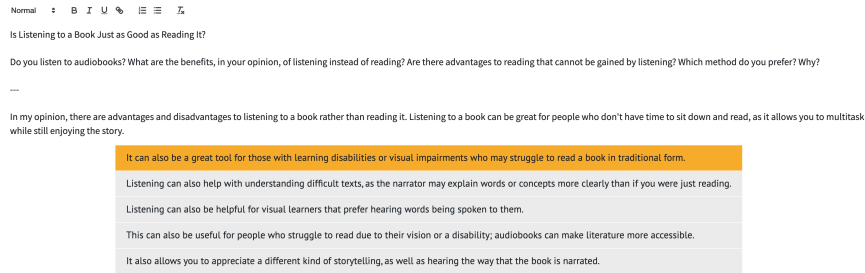 Normal B I U
Is Listening to a Book Just as Good as Reading It?
Do you listen to audiobooks? What are the benefits, in your opinion, of listening instead of reading? Are there advantages to reading that cannot be gained by listening? Which method do you prefer? Why?
---
In my opinion, there are advantages and disadvantages to listening to a book rather than reading it. Listening to a book can be great for people who don't have time to sit down and read, as it allows you to multitask
while still enjoying the story.
It can also be a great tool for those with learning disabilities or visual impairments who may struggle to read a book in traditional form.
Listening can also help with understanding difficult texts, as the narrator may explain words or concepts more clearly than if you were just reading.
Listening can also be helpful for visual learners that prefer hearing words being spoken to them.
This can also be useful for people who struggle to read due to their vision or a disability; audiobooks can make literature more accessible.
It also allows you to appreciate a different kind of storytelling, as well as hearing the way that the book is narrated.